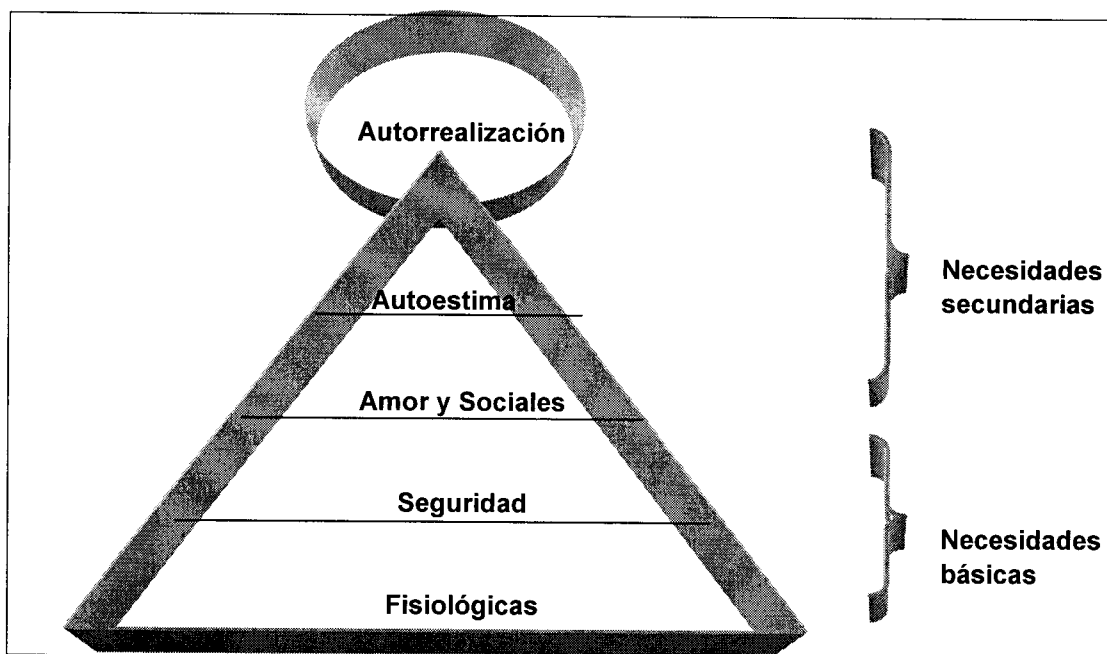 Autorrealización
Autoestima
Amor y Sociales
Seguridad
Fisiológicas
Necesidades
secundarias
Necesidades
básicas